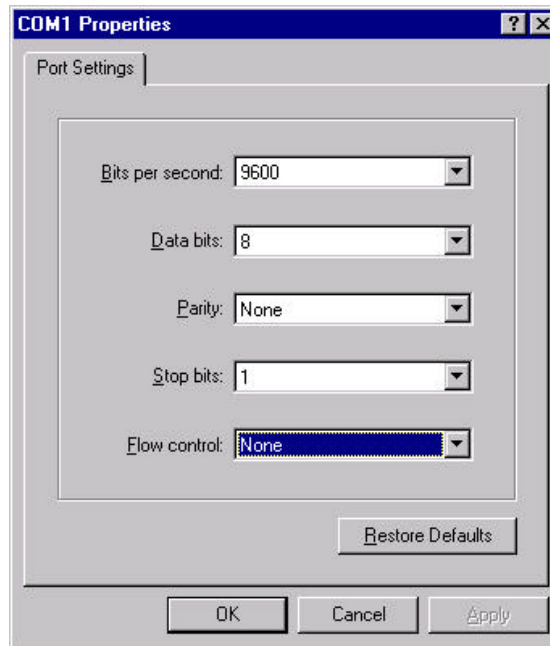 COM1 Properties
Port Settings
Bits per second: 9600
Data bits: 8
Parity: None
Stop bits: 1
Flow control: None
Restore Defaults
OK Cancel Apply